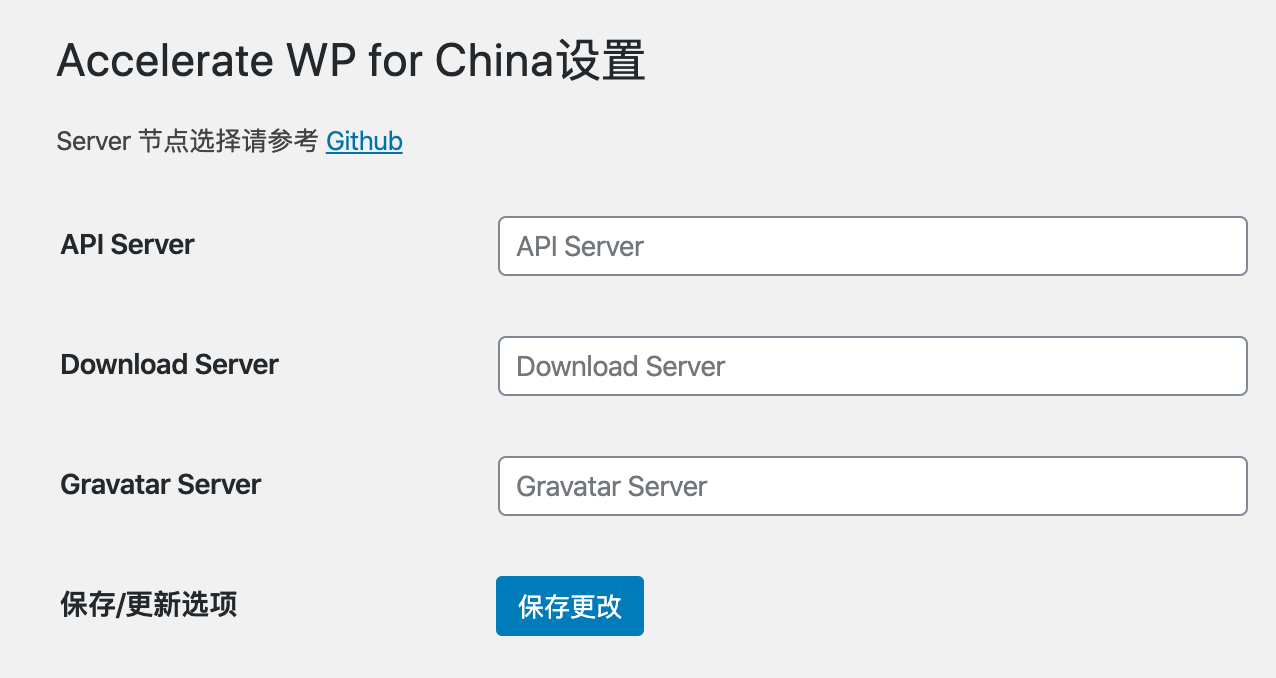 Accelerate WP for China设置
Server 节点选择请参考 Github
API Server
API Server
Download Server
Download Server
Gravatar Server
Gravatar Server
保存/更新选项
保存更改